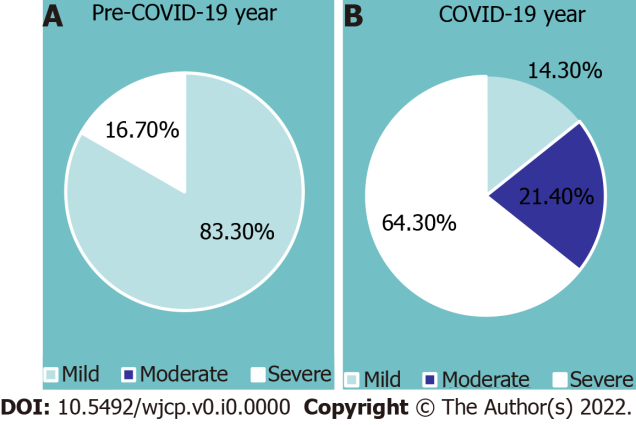 A Pre-COVID-19 year
16.70%
83.30%
Mild Moderate Severe
B COVID-19 year
14.30%
21.40%
64.30%
Mild Moderate Severe
DOI: 10.5492/wjcp.v0.i0.0000 Copyright © The Author(s) 2022.